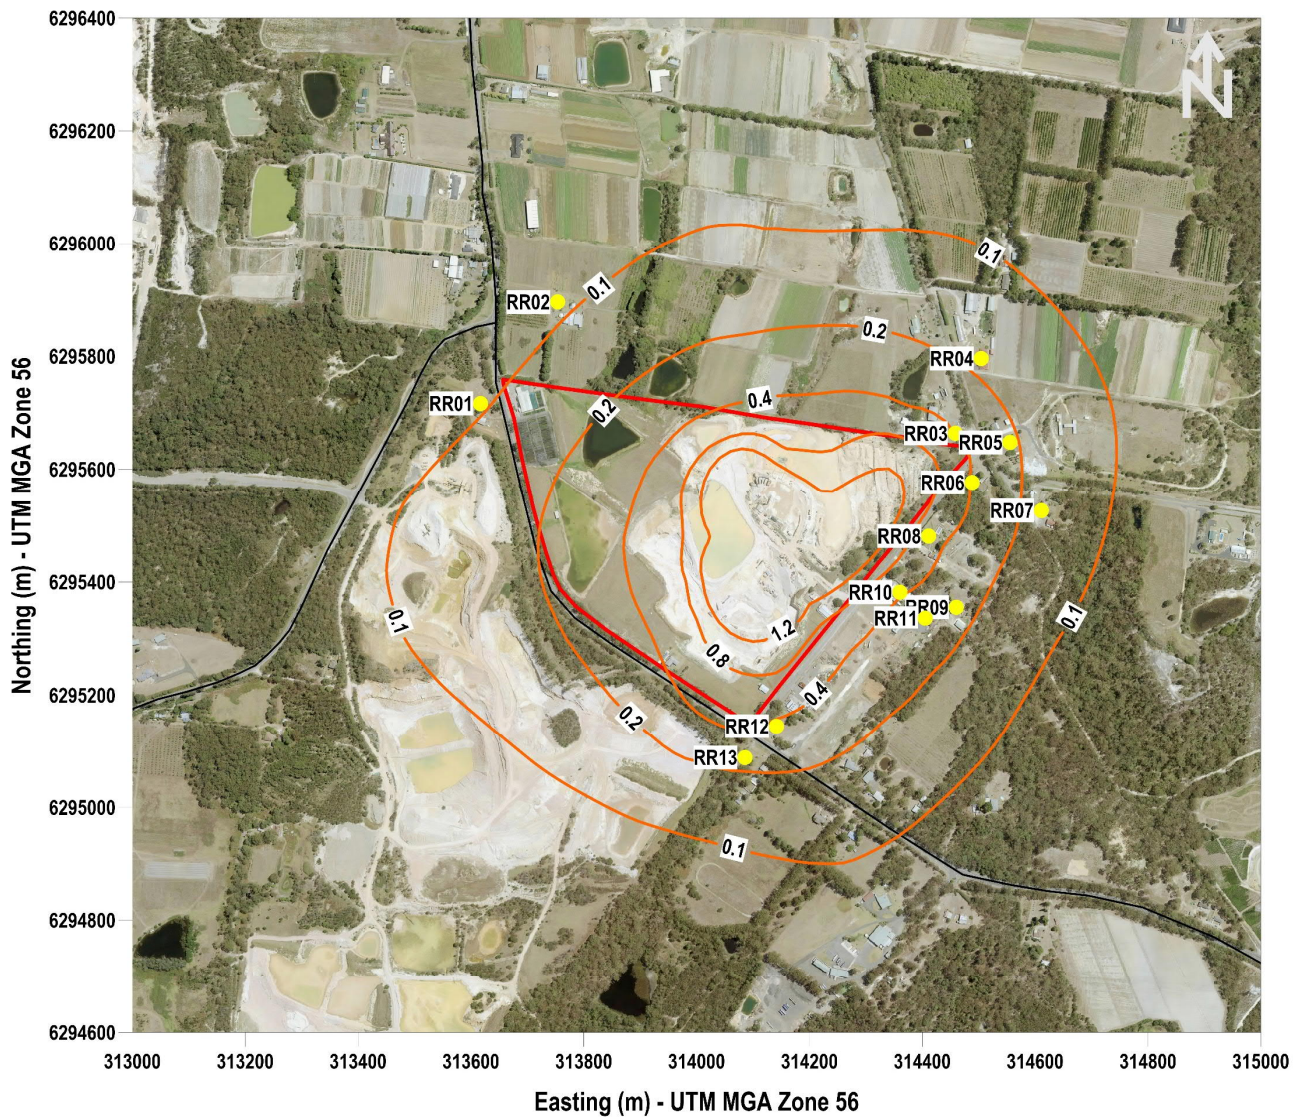 6296400
6296200
6296000
6295800
6295600
6295400
6295200
6295000
6294800
6294600
Northing (m) - UTM MGA Zone 56
N
0.1
0.1
RR02
0.2
RR04
RR01
0.4
0.2
RR03
RR05
RR06
RR07
RR08
RR10
RR09
RR11
0.1
1.2
0.1
0.8
0.4
0.2
RR12
RR13
0.1
313000 313200 313400 313600 313800 314000 314200 314400 314600 314800 315000
Easting (m) - UTM MGA Zone 56